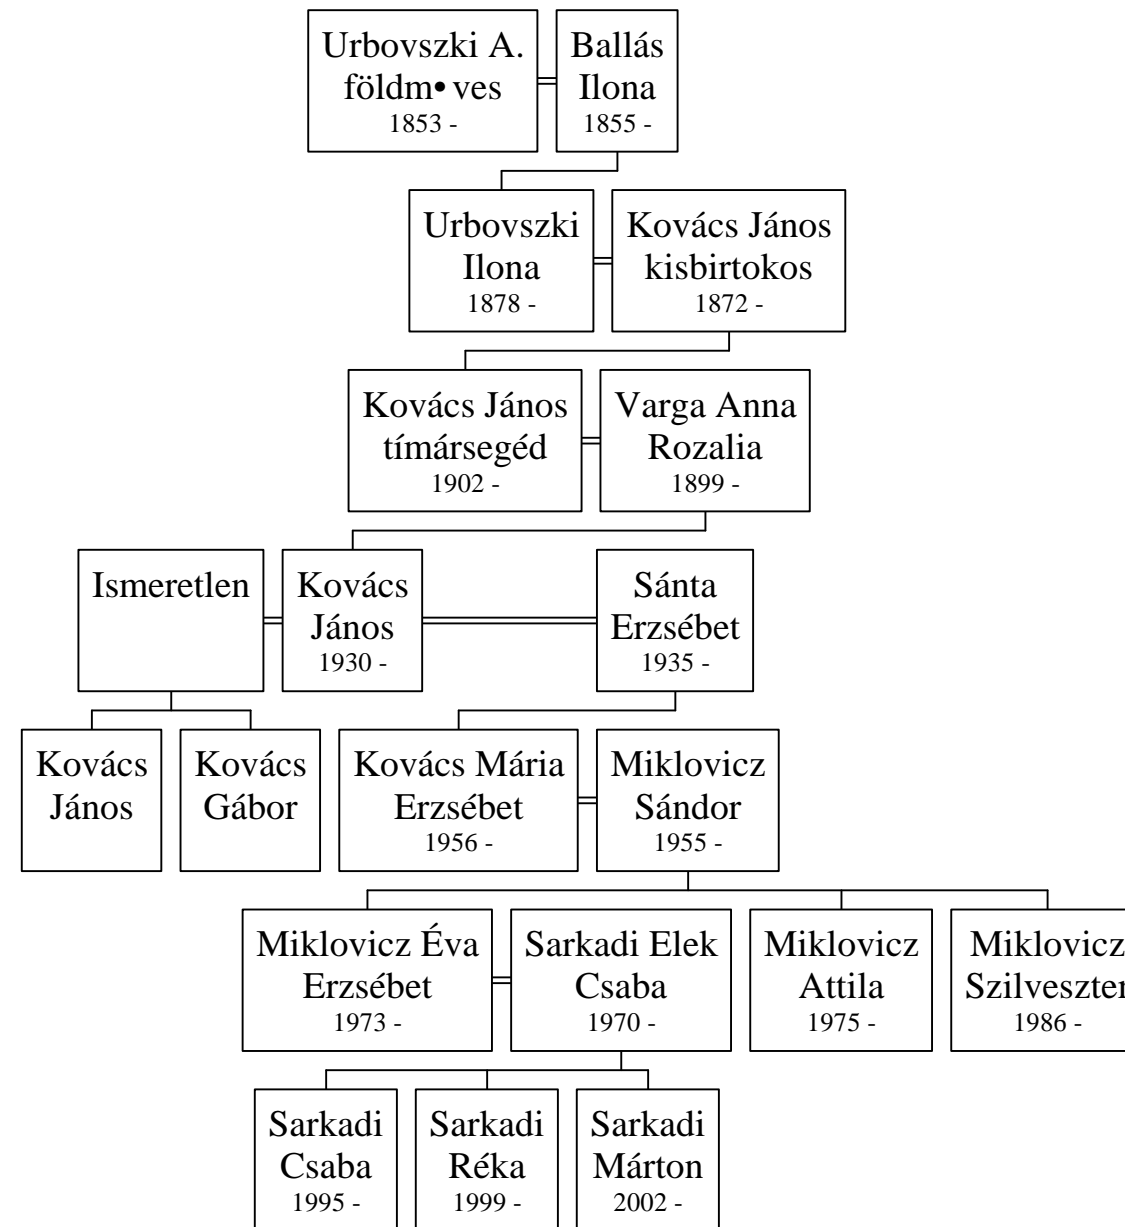 Urbovszki A.
földm• ves
1853 -
Ballás
Ilona
1855 -
Urbovszki
Ilona
1878 -
Kovács János
kisbirtokos
1872 -
Kovács János
tímársegéd
1902 -
Varga Anna
Rozalia
1899 -
Ismeretlen
Kovács
János
1930 -
Sánta
Erzsébet
1935 -
Kovács
János
Kovács
Gábor
Kovács Mária
Erzsébet
1956 -
Miklovicz
Sándor
1955 -
Miklovicz Éva
Erzsébet
1973 -
Sarkadi Elek
Csaba
1970 -
Miklovicz
Attila
1975 -
Miklovicz
Szilveszter
1986 -
Sarkadi
Csaba
1995 -
Sarkadi
Réka
1999 -
Sarkadi
Márton
2002 -